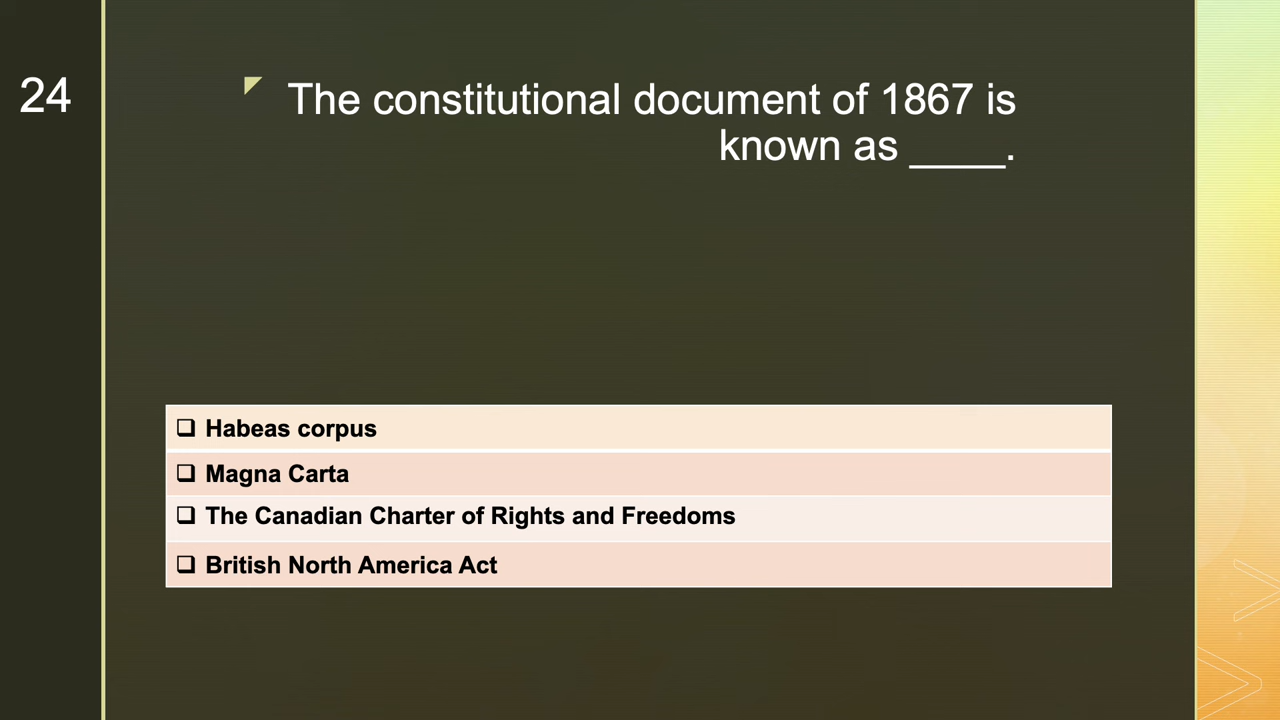 24
The constitutional document of 1867 is
known as ____.
❑ Habeas corpus
❑ Magna Carta
❑ The Canadian Charter of Rights and Freedoms
❑ British North America Act